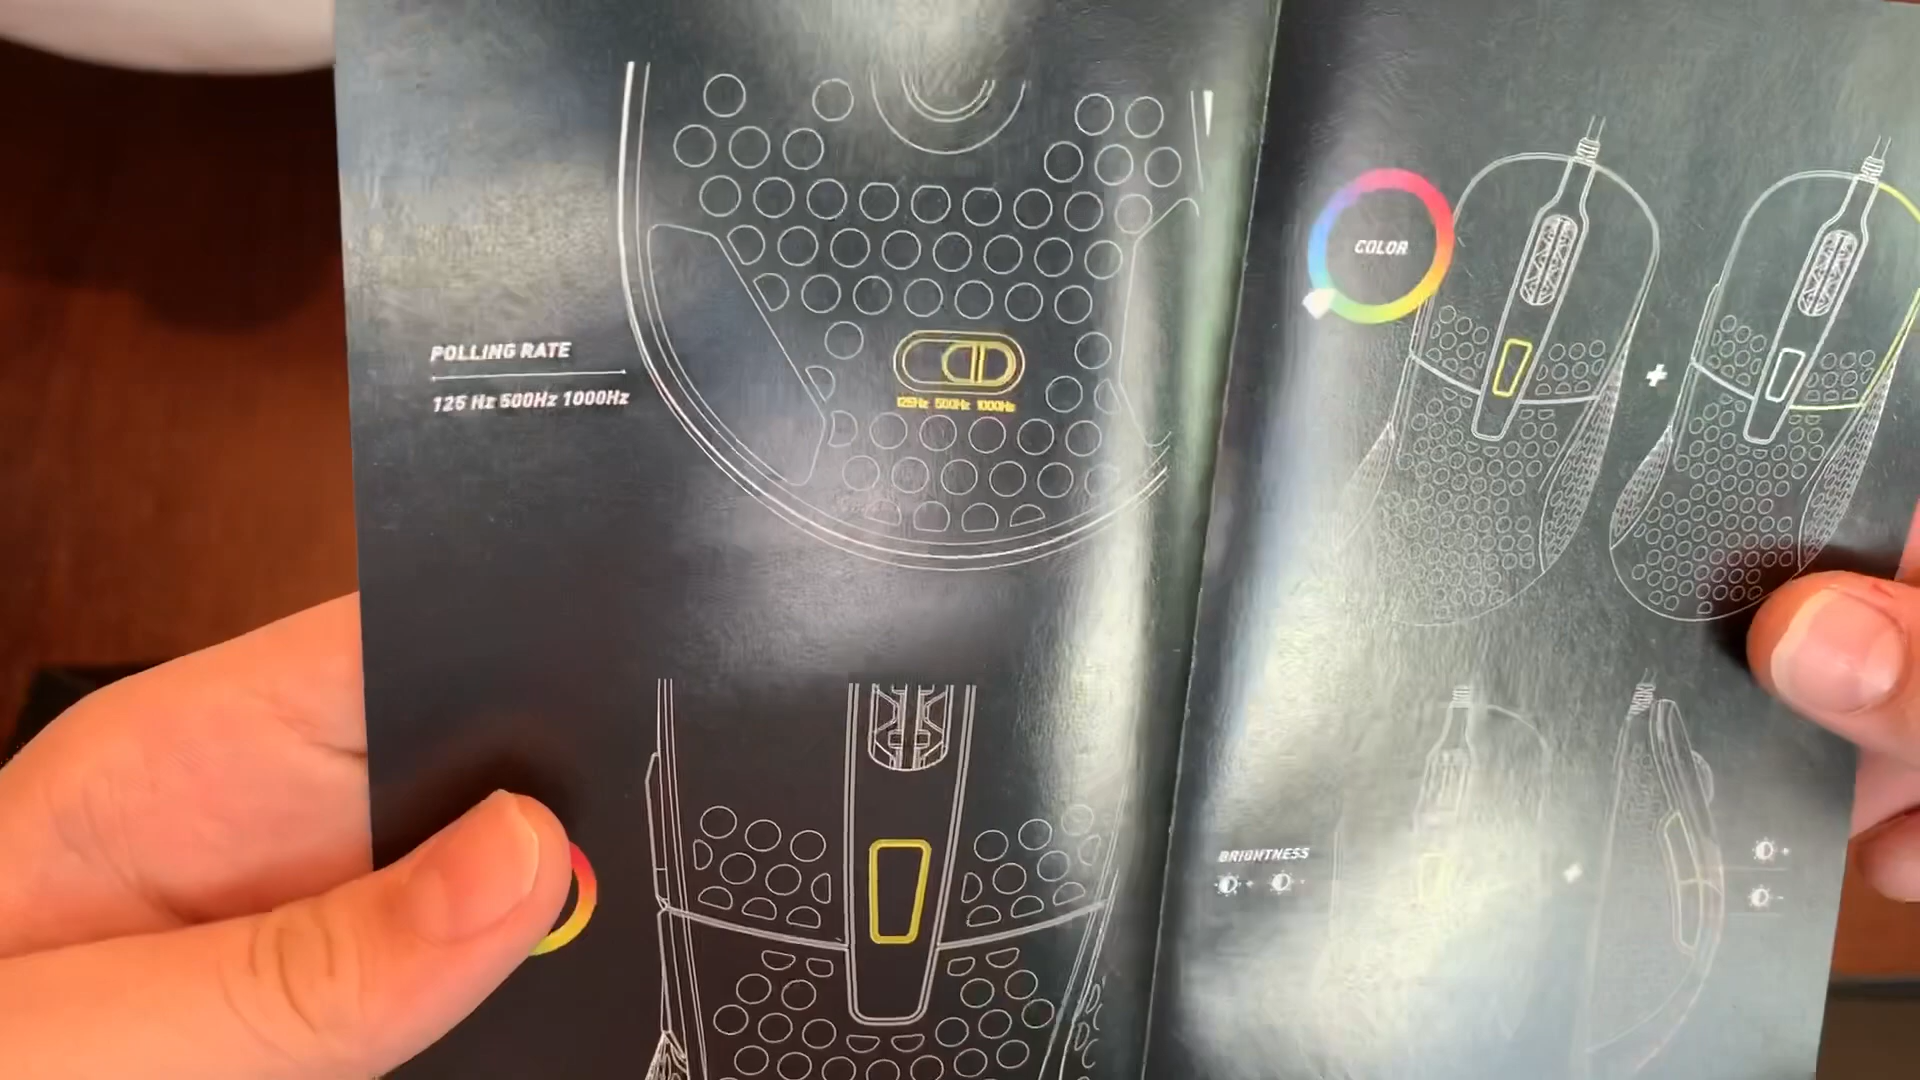 POLLING RATE
125 Hz 500Hz 1000Hz
125Hz 500Hz 1000Hz
COLOR
+
BRIGHTNESS
+ -
+
+
-